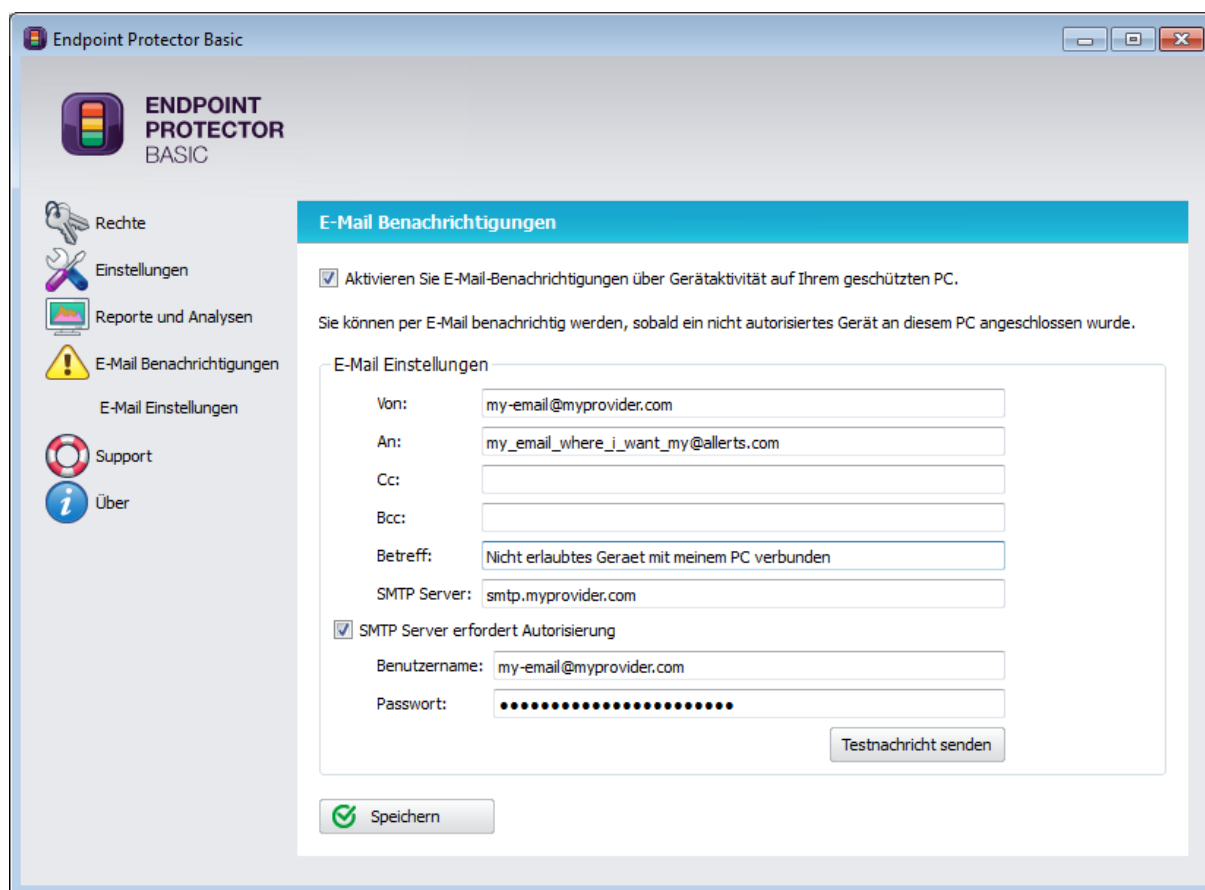 Endpoint Protector Basic
ENDPOINT
PROTECTOR
BASIC
Rechte
Einstellungen
Reporte und Analysen
E-Mail Benachrichtigungen
E-Mail Einstellungen
Support
Über
E-Mail Benachrichtigungen
Aktivieren Sie E-Mail-Benachrichtigungen über Gerätaktivität auf Ihrem geschützten PC.
Sie können per E-Mail benachrichtig werden, sobald ein nicht autorisiertes Gerät an diesem PC angeschlossen wurde.
E-Mail Einstellungen
Von: my-email@myprovider.com
An: my_email_where_i_want_my@allerts.com
Cc:
Bcc:
Betreff: Nicht erlaubtes Geraet mit meinem PC verbunden
SMTP Server: smtp.myprovider.com
SMTP Server erfordert Autorisierung
Benutzername: my-email@myprovider.com
Passwort: ●●●●●●●●●●●●●●●●●●●●●●●
Testnachricht senden
Speichern